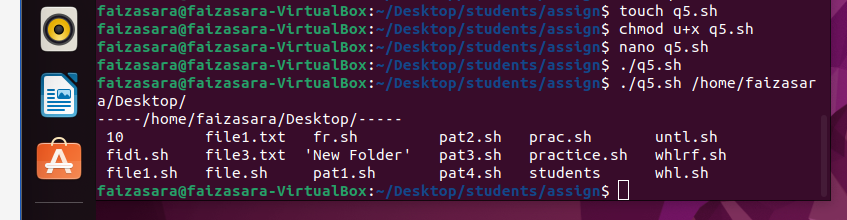 faizasara@faizasara-VirtualBox:~/Desktop/students/assign$ touch q5.sh
faizasara@faizasara-VirtualBox:~/Desktop/students/assign$ chmod u+x q5.sh
faizasara@faizasara-VirtualBox:~/Desktop/students/assign$ nano q5.sh
faizasara@faizasara-VirtualBox:~/Desktop/students/assign$ ./q5.sh
faizasara@faizasara-VirtualBox:~/Desktop/students/assign$ ./q5.sh /home/faizasar
a/Desktop/
-----/home/faizasara/Desktop/-----
10 file1.txt fr.sh pat2.sh prac.sh untl.sh
fidi.sh file3.txt 'New Folder' pat3.sh practice.sh whlrf.sh
file1.sh file.sh pat1.sh pat4.sh students whl.sh
faizasara@faizasara-VirtualBox:~/Desktop/students/assign$